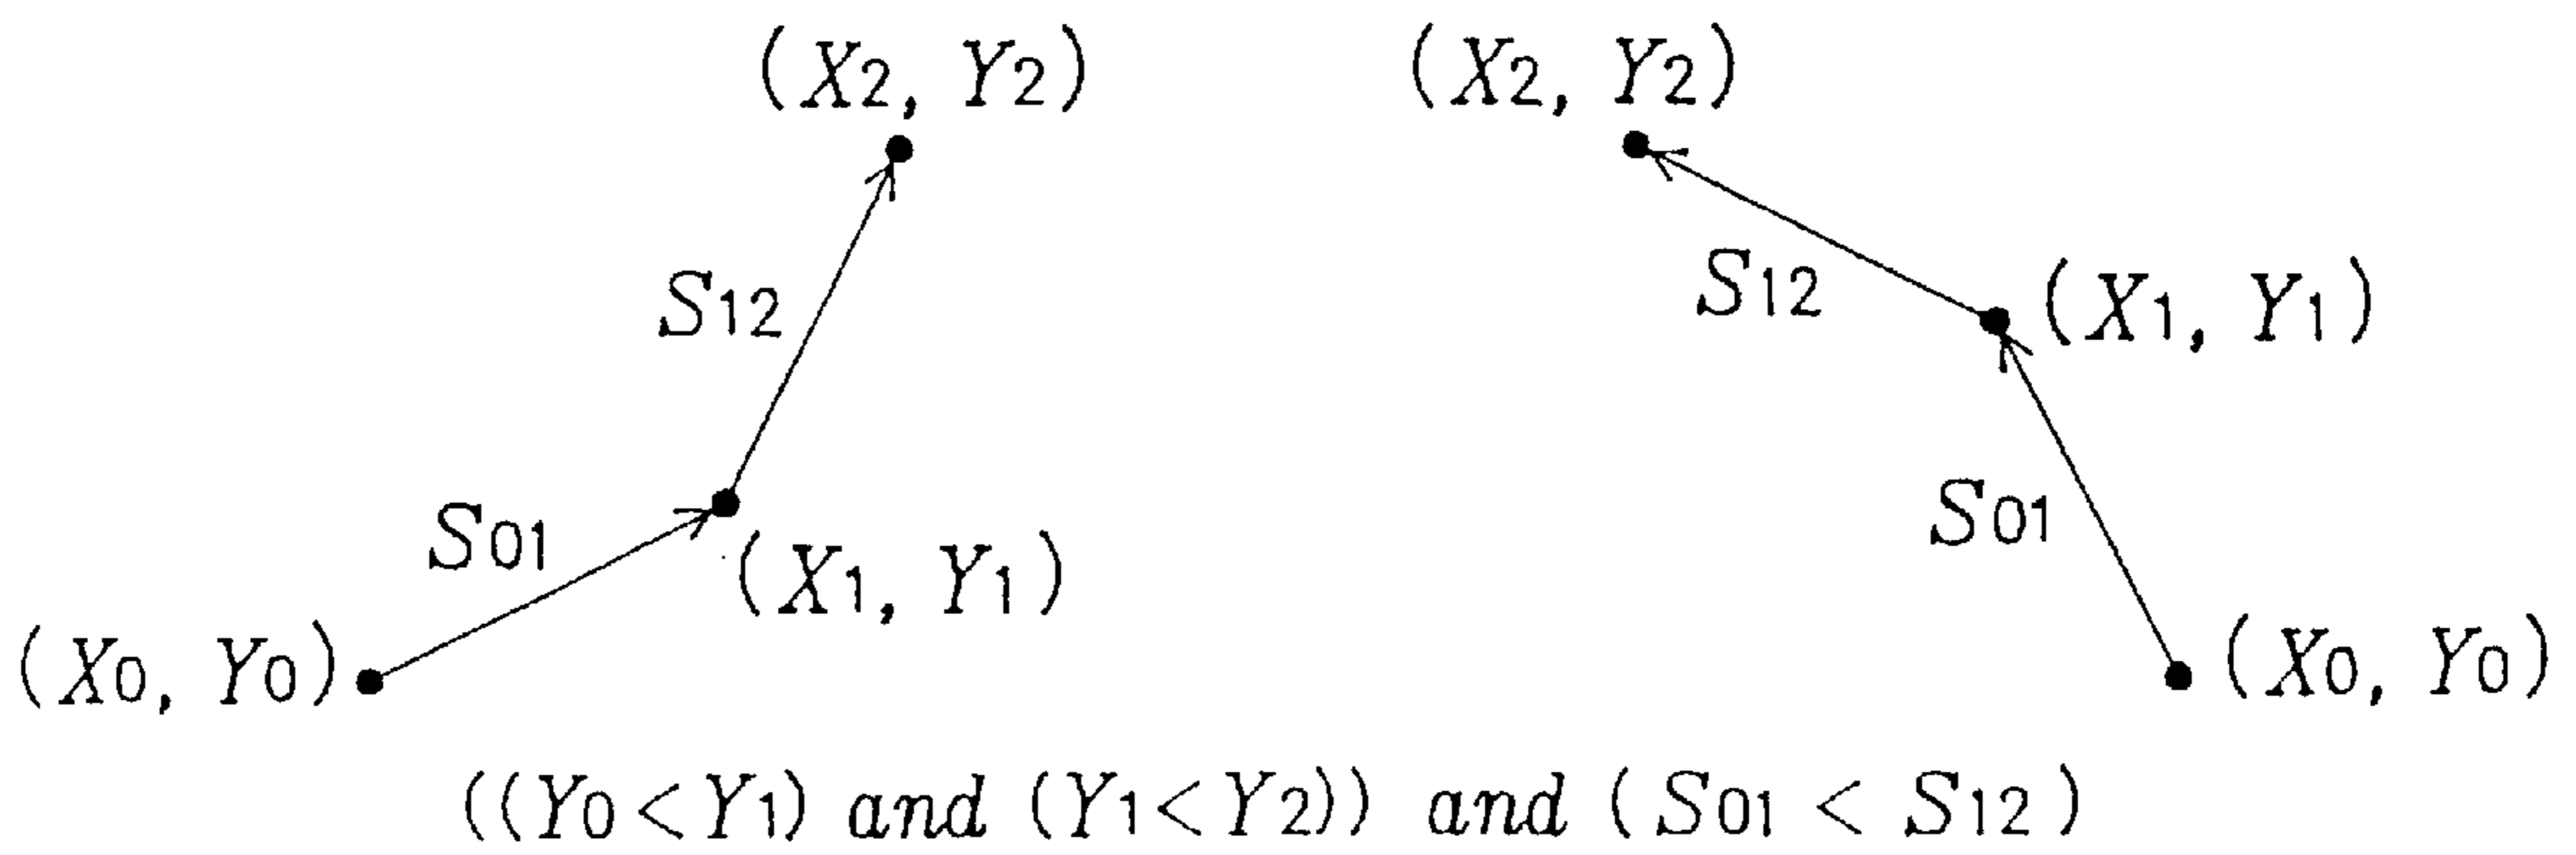 (X2, Y2) (X2, Y2)
S12 S12 (X1, Y1)
S01 (X1, Y1) S01
(X0, Y0) (X0, Y0)
((Y0<Y1) and (Y1<Y2)) and (S01 < S12)